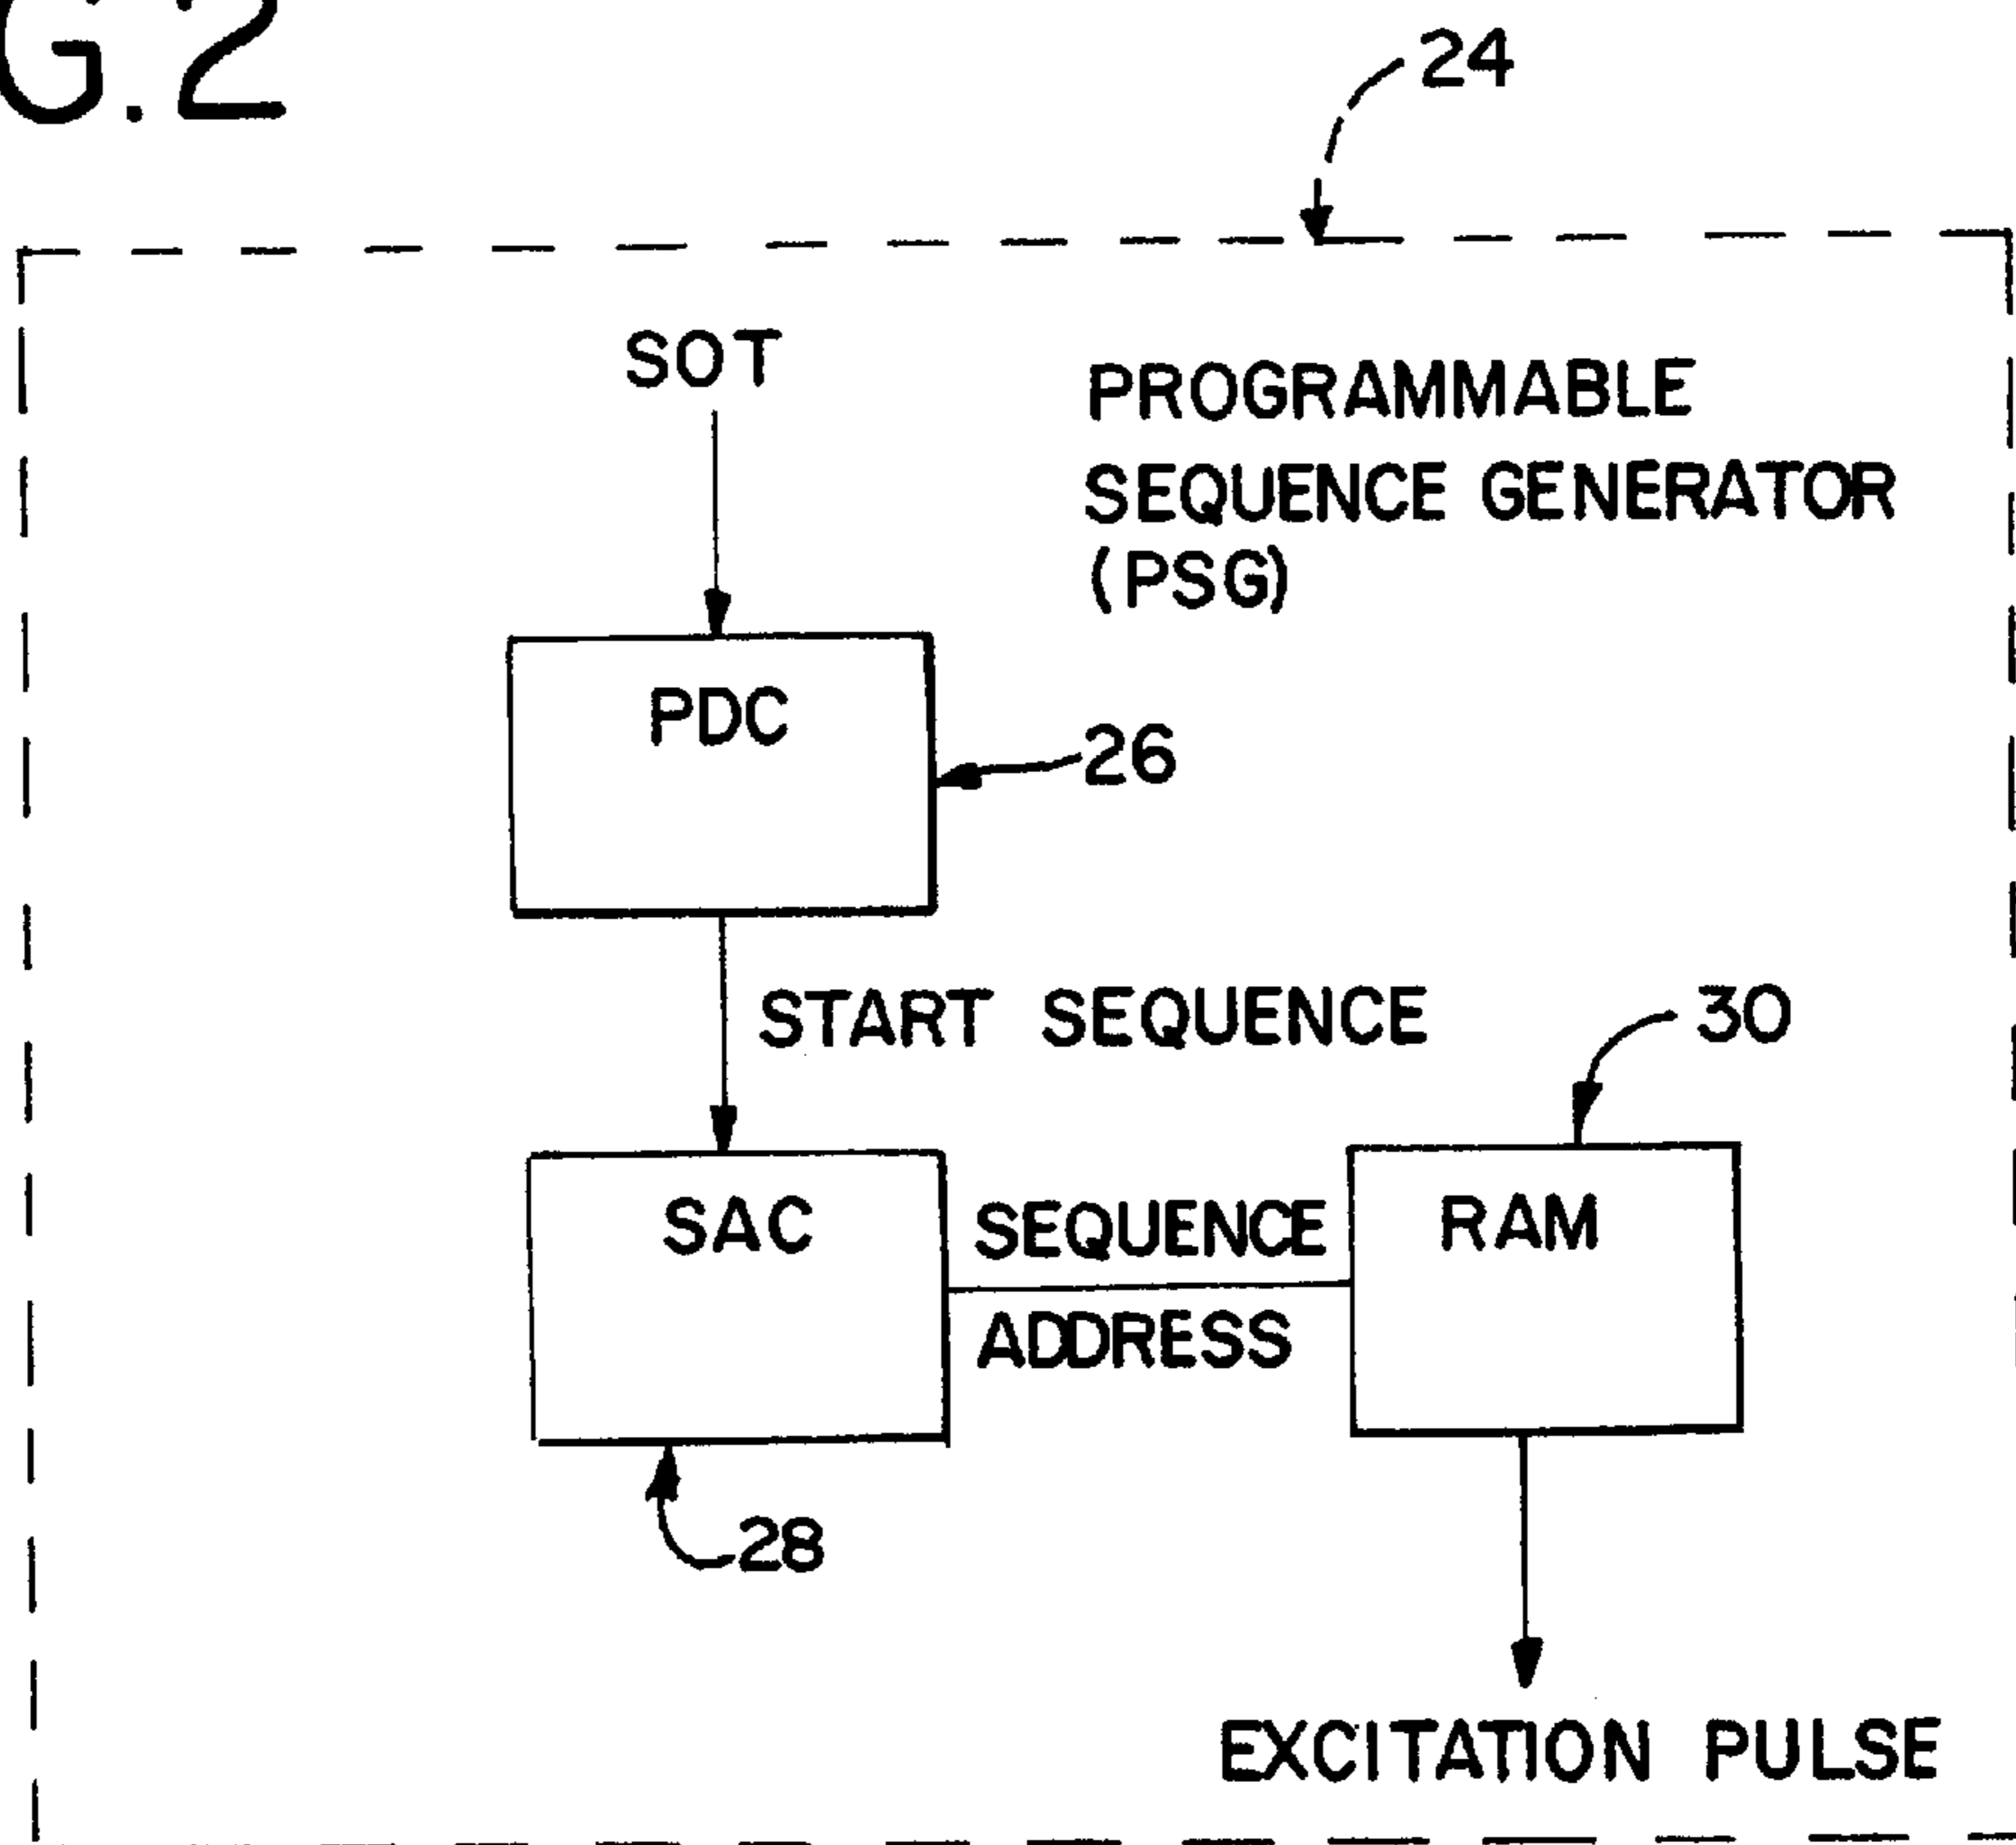 G.2
24
SOT
PROGRAMMABLE
SEQUENCE GENERATOR
(PSG)
PDC
26
START SEQUENCE
30
SAC
SEQUENCE
ADDRESS
RAM
28
EXCITATION PULSE